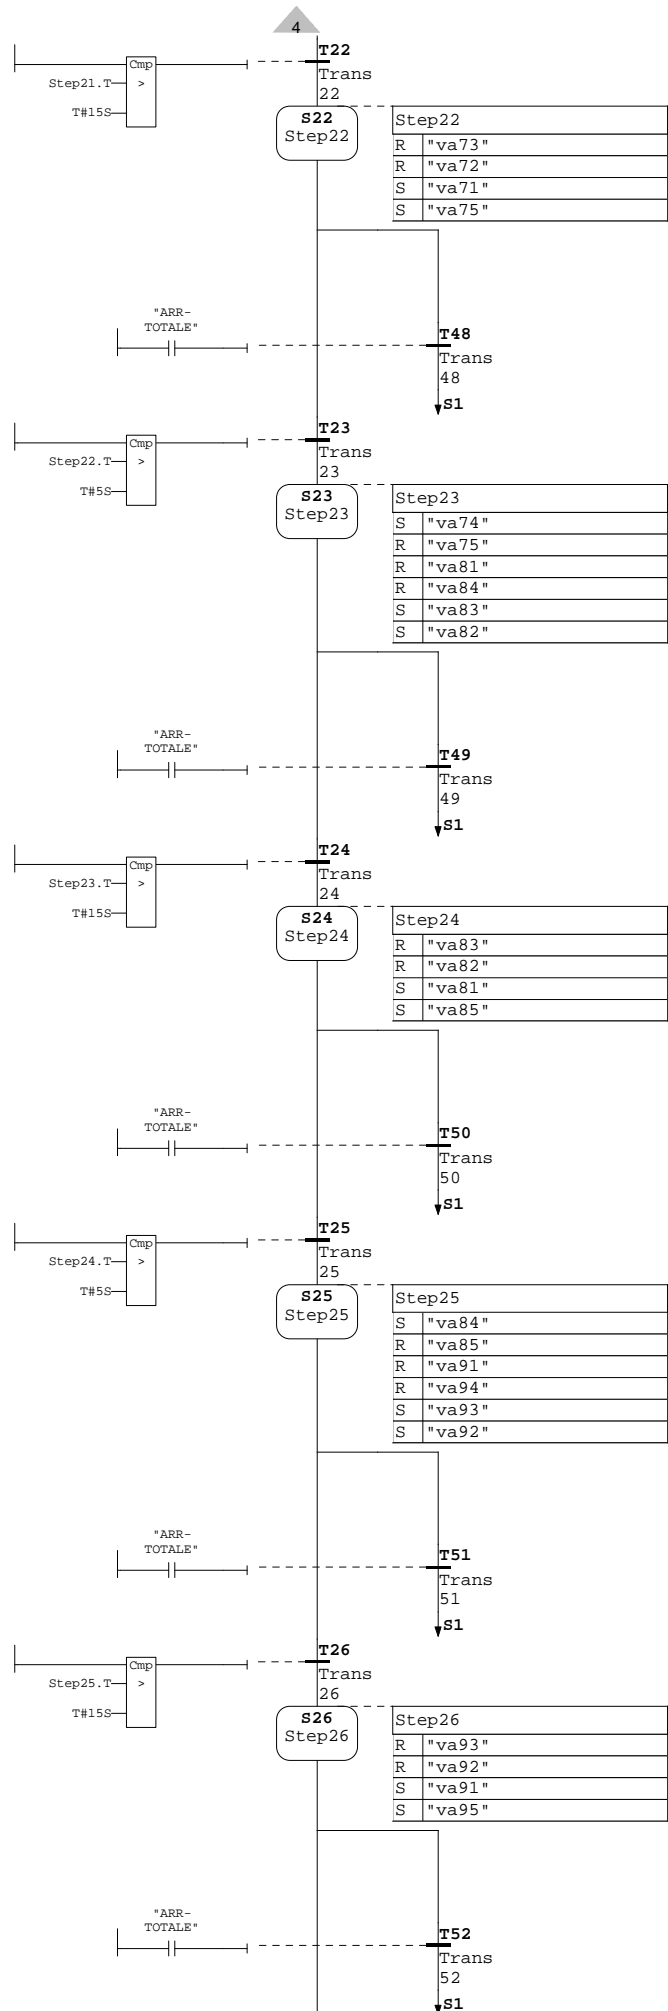 4
T22
Cmp
Trans
Step21.T
>
22
T#15S
S22
Step22
Step22
R "va73"
R "va72"
S "va71"
S "va75"
"ARR-
TOTALE"
T48
Trans
48
S1
T23
Cmp
Trans
Step22.T
>
23
T#5S
S23
Step23
Step23
S "va74"
R "va75"
R "va81"
R "va84"
S "va83"
S "va82"
"ARR-
TOTALE"
T49
Trans
49
S1
T24
Cmp
Trans
Step23.T
>
24
T#15S
S24
Step24
Step24
R "va83"
R "va82"
S "va81"
S "va85"
"ARR-
TOTALE"
T50
Trans
50
S1
T25
Cmp
Trans
Step24.T
>
25
T#5S
S25
Step25
Step25
S "va84"
R "va85"
R "va91"
R "va94"
S "va93"
S "va92"
"ARR-
TOTALE"
T51
Trans
51
S1
T26
Cmp
Trans
Step25.T
>
26
T#15S
S26
Step26
Step26
R "va93"
R "va92"
S "va91"
S "va95"
"ARR-
TOTALE"
T52
Trans
52
S1